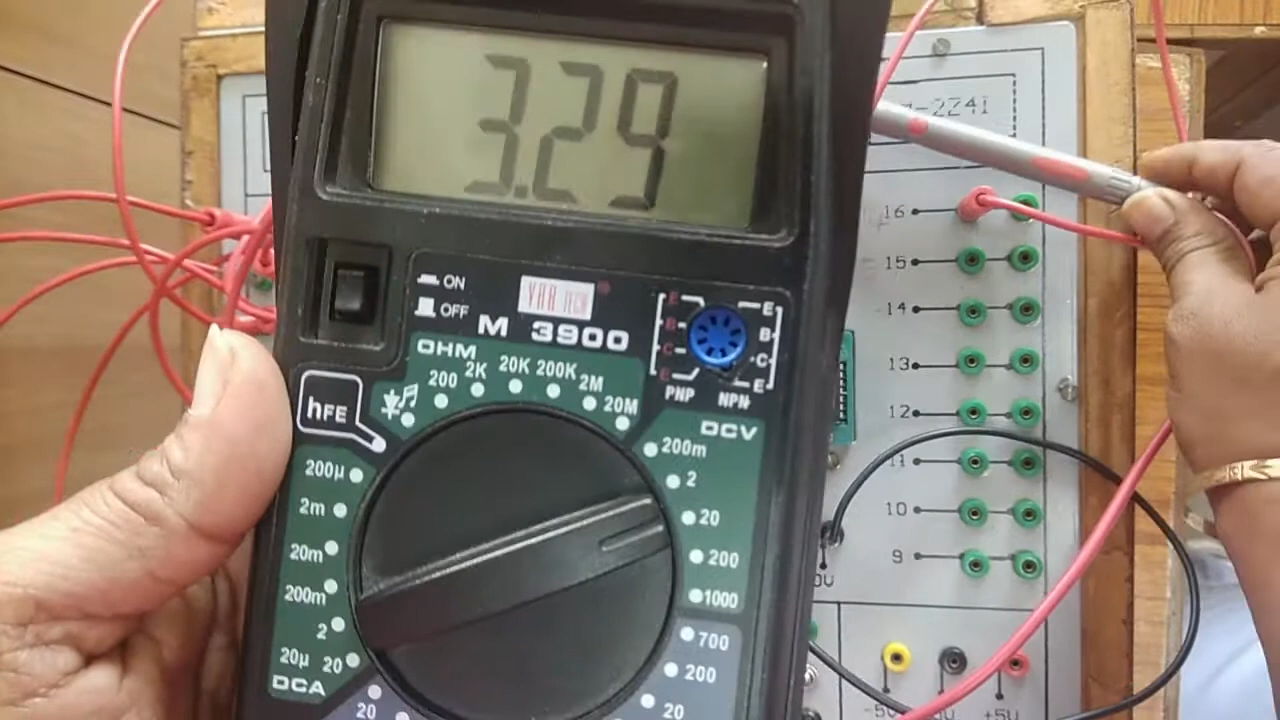 3.29
ON
OFF
M 3900
OHM
200
2K
20K
200K
2M
20M
hFE
E
B
C
E
E
B
C
E
PNP
NPN
DCV
200m
2
20
200
1000
700
200
20
200µ
2m
20m
200m
2
20µ 20
DCA
20
-2241
16
15
14
13
12
11
10
9
0V
-5V
+5V